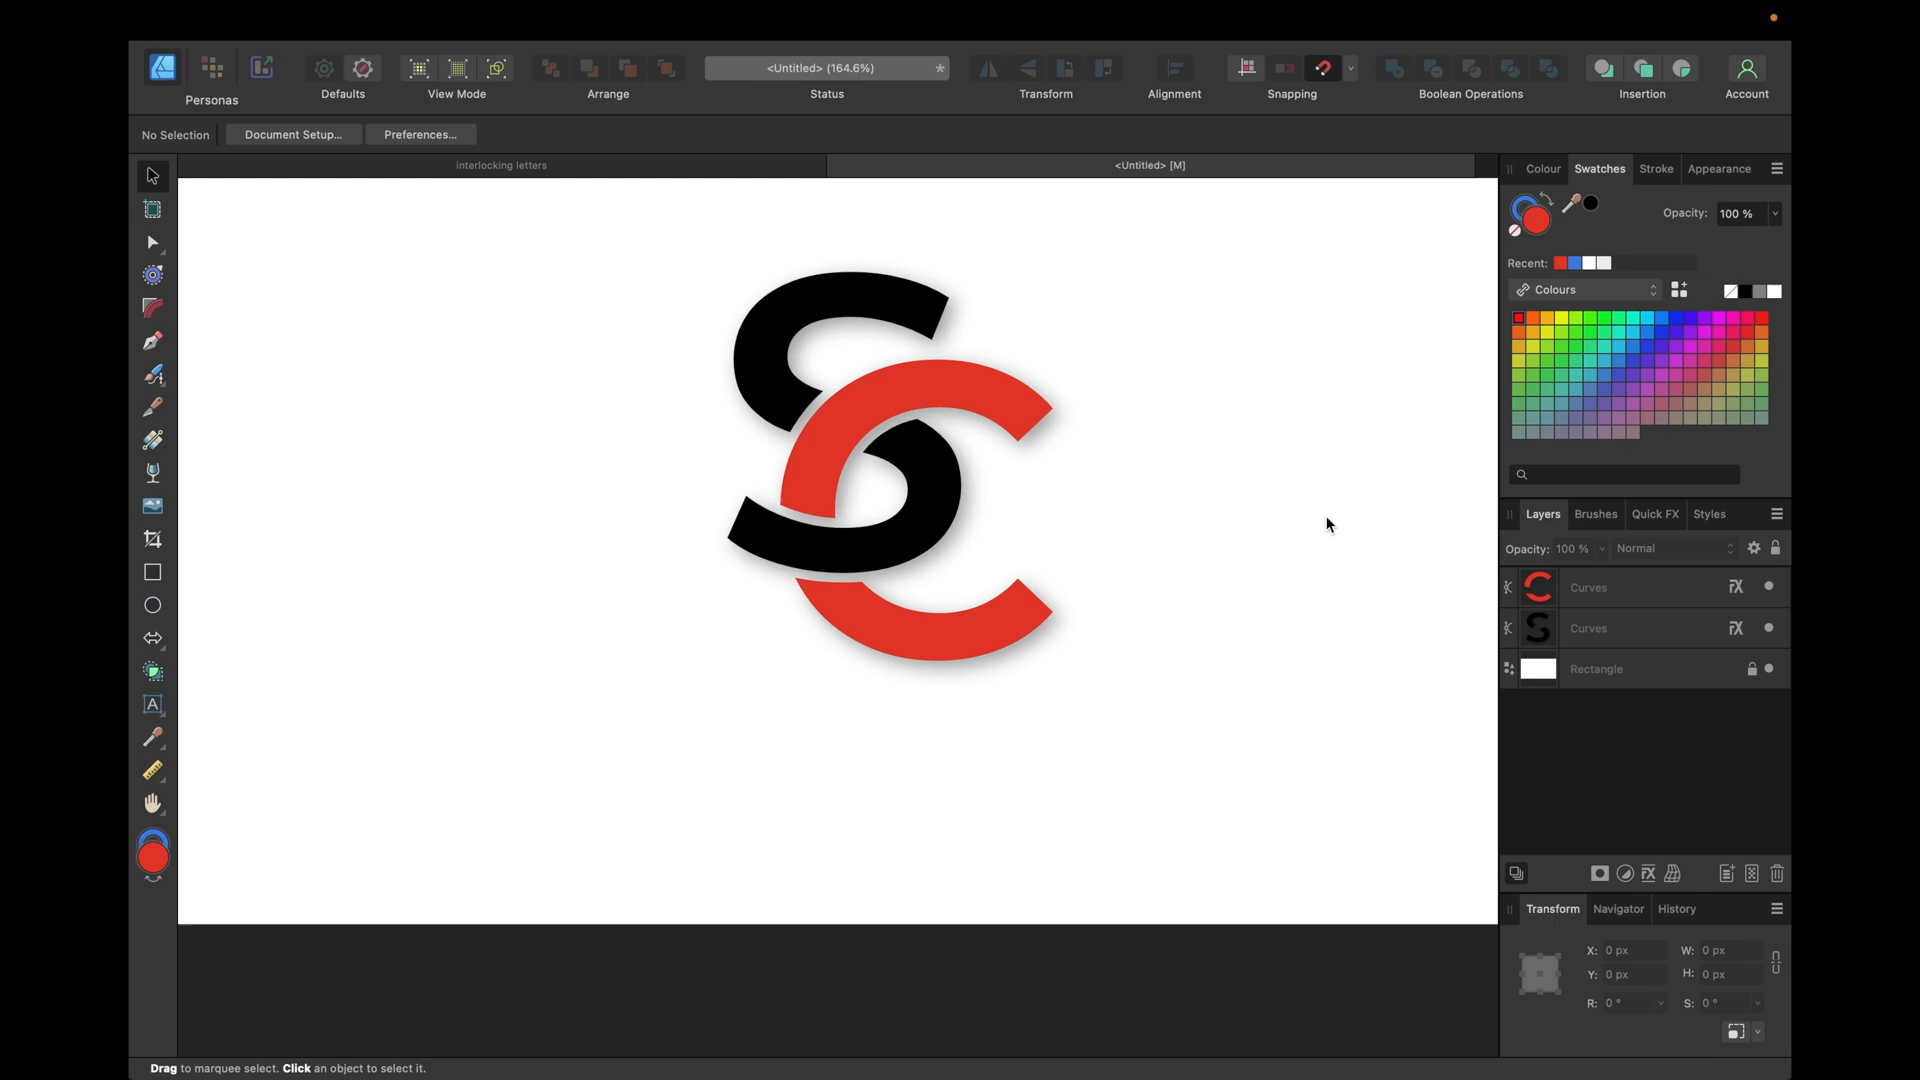 <Untitled> (164.6%)
*
Personas
Defaults
View Mode
Arrange
Status
Transform
Alignment
Snapping
Boolean Operations
Insertion
Account
No Selection
Document Setup...
Preferences...
interlocking letters
<Untitled> [M]
S
C
Colour
Swatches
Stroke
Appearance
Opacity:
100 %
Recent:
Colours
Layers
Brushes
Quick FX
Styles
Opacity: 100 %
Normal
Curves
Curves
Rectangle
Transform
Navigator
History
X: 0 px
W: 0 px
Y: 0 px
H: 0 px
R: 0 °
S: 0 °
Drag to marquee select. Click an object to select it.